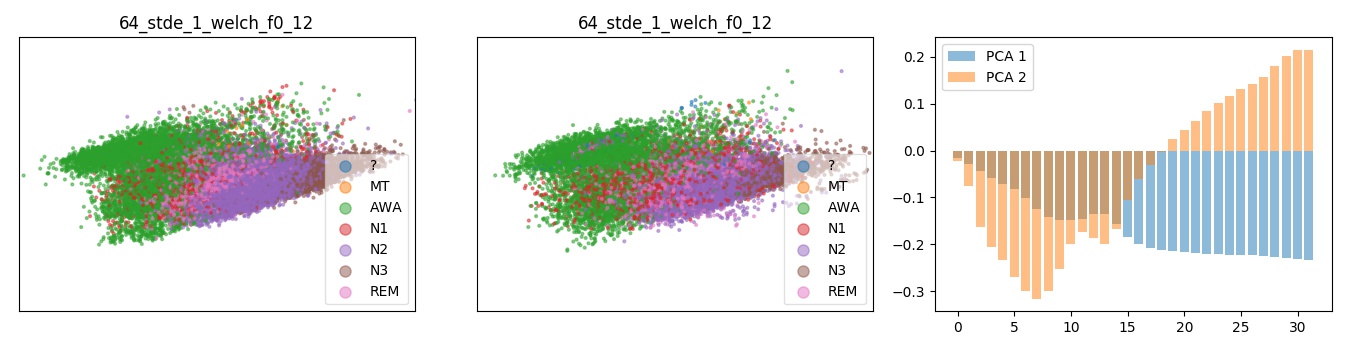 64_stde_1_welch_f0_12
?
MT
AWA
N1
N2
N3
REM
64_stde_1_welch_f0_12
?
MT
AWA
N1
N2
N3
REM
PCA 1
PCA 2
0.2
0.1
0.0
−0.1
−0.2
−0.3
0 5 10 15 20 25 30